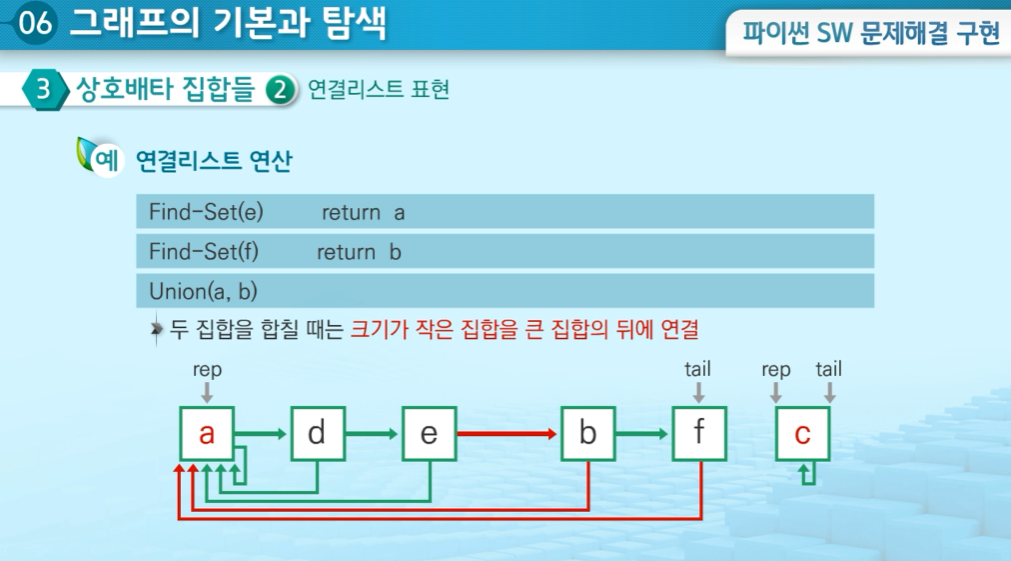 06 그래프의 기본과 탐색
파이썬 SW 문제해결 구현
3 상호배타 집합들 2 연결리스트 표현
예 연결리스트 연산
Find-Set(e) return a
Find-Set(f) return b
Union(a, b)
두 집합을 합칠 때는 크기가 작은 집합을 큰 집합의 뒤에 연결
rep tail rep tail
a d e b f c